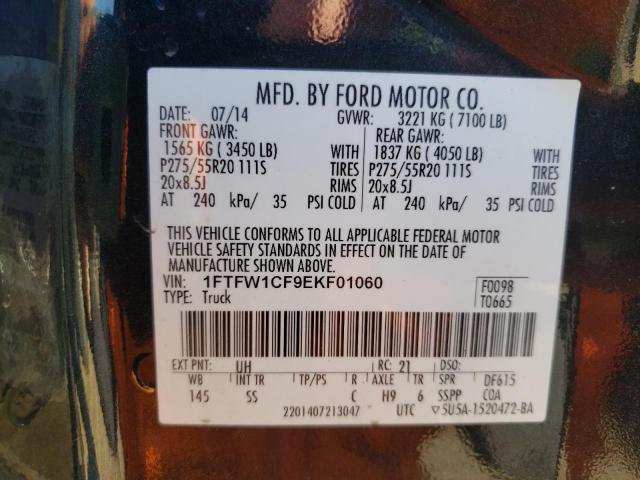 MFD. BY FORD MOTOR CO.
DATE: 07/14 GVWR: 3221 KG ( 7100 LB)
FRONT GAWR: REAR GAWR:
1565 KG ( 3450 LB) WITH 1837 KG ( 4050 LB) WITH
P275/55R20 111S TIRES P275/55R20 111S TIRES
20x8.5J RIMS 20x8.5J RIMS
AT 240 kPa/ 35 PSI COLD AT 240 kPa/ 35 PSI COLD
THIS VEHICLE CONFORMS TO ALL APPLICABLE FEDERAL MOTOR
VEHICLE SAFETY STANDARDS IN EFFECT ON THE DATE OF
MANUFACTURE SHOWN ABOVE.
VIN: 1FTFW1CF9EKF01060 F0098
TYPE: Truck T0665
EXT PNT: UH RC: 21 DSO:
WB INT TR TP/PS R AXLE TR SPR DF615
145 SS C H9 6 SSPP COA
2201407213047 UTC ▽5U5A-1520472-BA